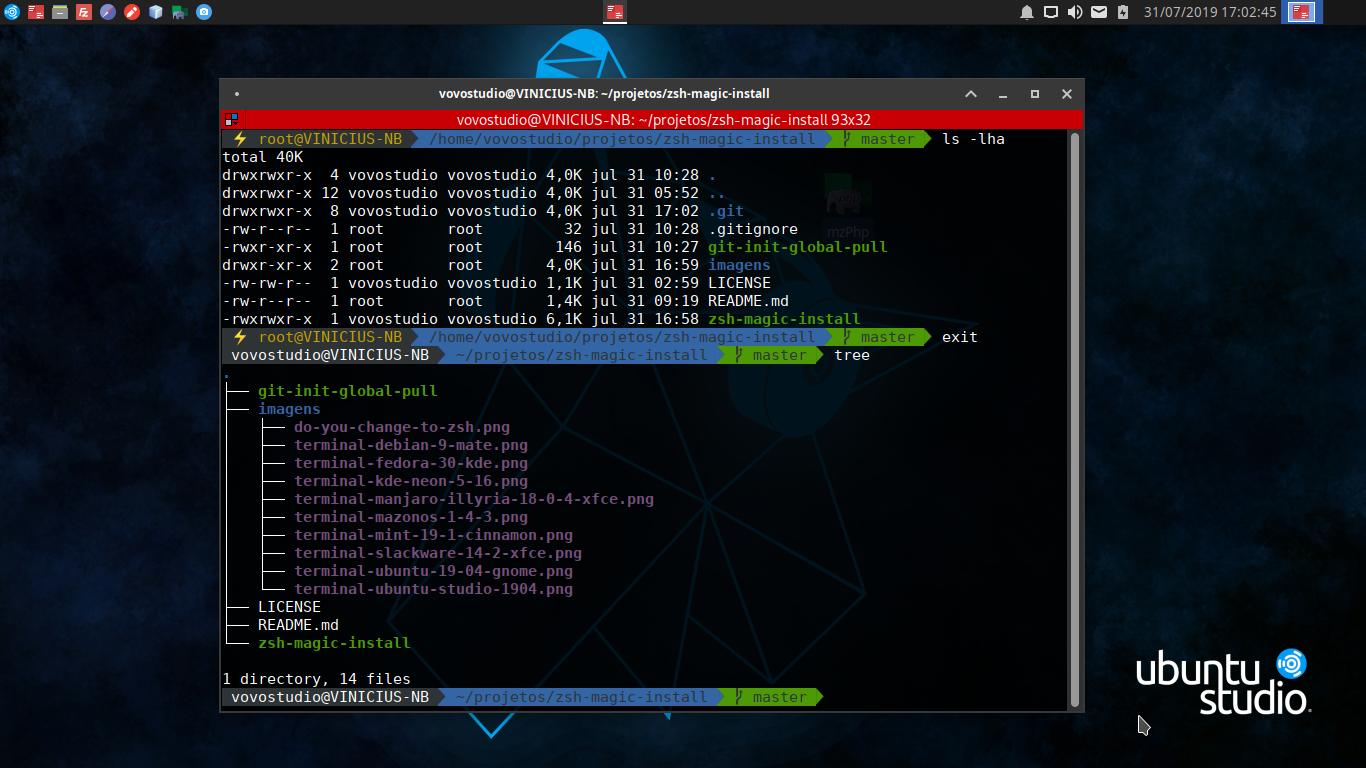 31/07/2019 17:02:45
vovostudio@VINICIUS-NB: ~/projetos/zsh-magic-install
vovostudio@VINICIUS-NB: ~/projetos/zsh-magic-install 93x32
⚡ root@VINICIUS-NB /home/vovostudio/projetos/zsh-magic-install master ls -lha
total 40K
drwxrwxr-x 4 vovostudio vovostudio 4,0K jul 31 10:28 .
drwxrwxr-x 12 vovostudio vovostudio 4,0K jul 31 05:52 ..
drwxrwxr-x 8 vovostudio vovostudio 4,0K jul 31 17:02 .git
-rw-r--r-- 1 root root 32 jul 31 10:28 .gitignore
-rwxr-xr-x 1 root root 146 jul 31 10:27 git-init-global-pull
drwxr-xr-x 2 root root 4,0K jul 31 16:59 imagens
-rw-rw-r-- 1 vovostudio vovostudio 1,1K jul 31 02:59 LICENSE
-rw-r--r-- 1 root root 1,4K jul 31 09:19 README.md
-rwxrwxr-x 1 vovostudio vovostudio 6,1K jul 31 16:58 zsh-magic-install
⚡ root@VINICIUS-NB /home/vovostudio/projetos/zsh-magic-install master exit
vovostudio@VINICIUS-NB ~/projetos/zsh-magic-install master tree
.
├── git-init-global-pull
├── imagens
│   ├── do-you-change-to-zsh.png
│   ├── terminal-debian-9-mate.png
│   ├── terminal-fedora-30-kde.png
│   ├── terminal-kde-neon-5-16.png
│   ├── terminal-manjaro-illyria-18-0-4-xfce.png
│   ├── terminal-mazonos-1-4-3.png
│   ├── terminal-mint-19-1-cinnamon.png
│   ├── terminal-slackware-14-2-xfce.png
│   ├── terminal-ubuntu-19-04-gnome.png
│   └── terminal-ubuntu-studio-1904.png
├── LICENSE
├── README.md
└── zsh-magic-install
1 directory, 14 files
vovostudio@VINICIUS-NB ~/projetos/zsh-magic-install master
mzPhp
ubuntu
studio